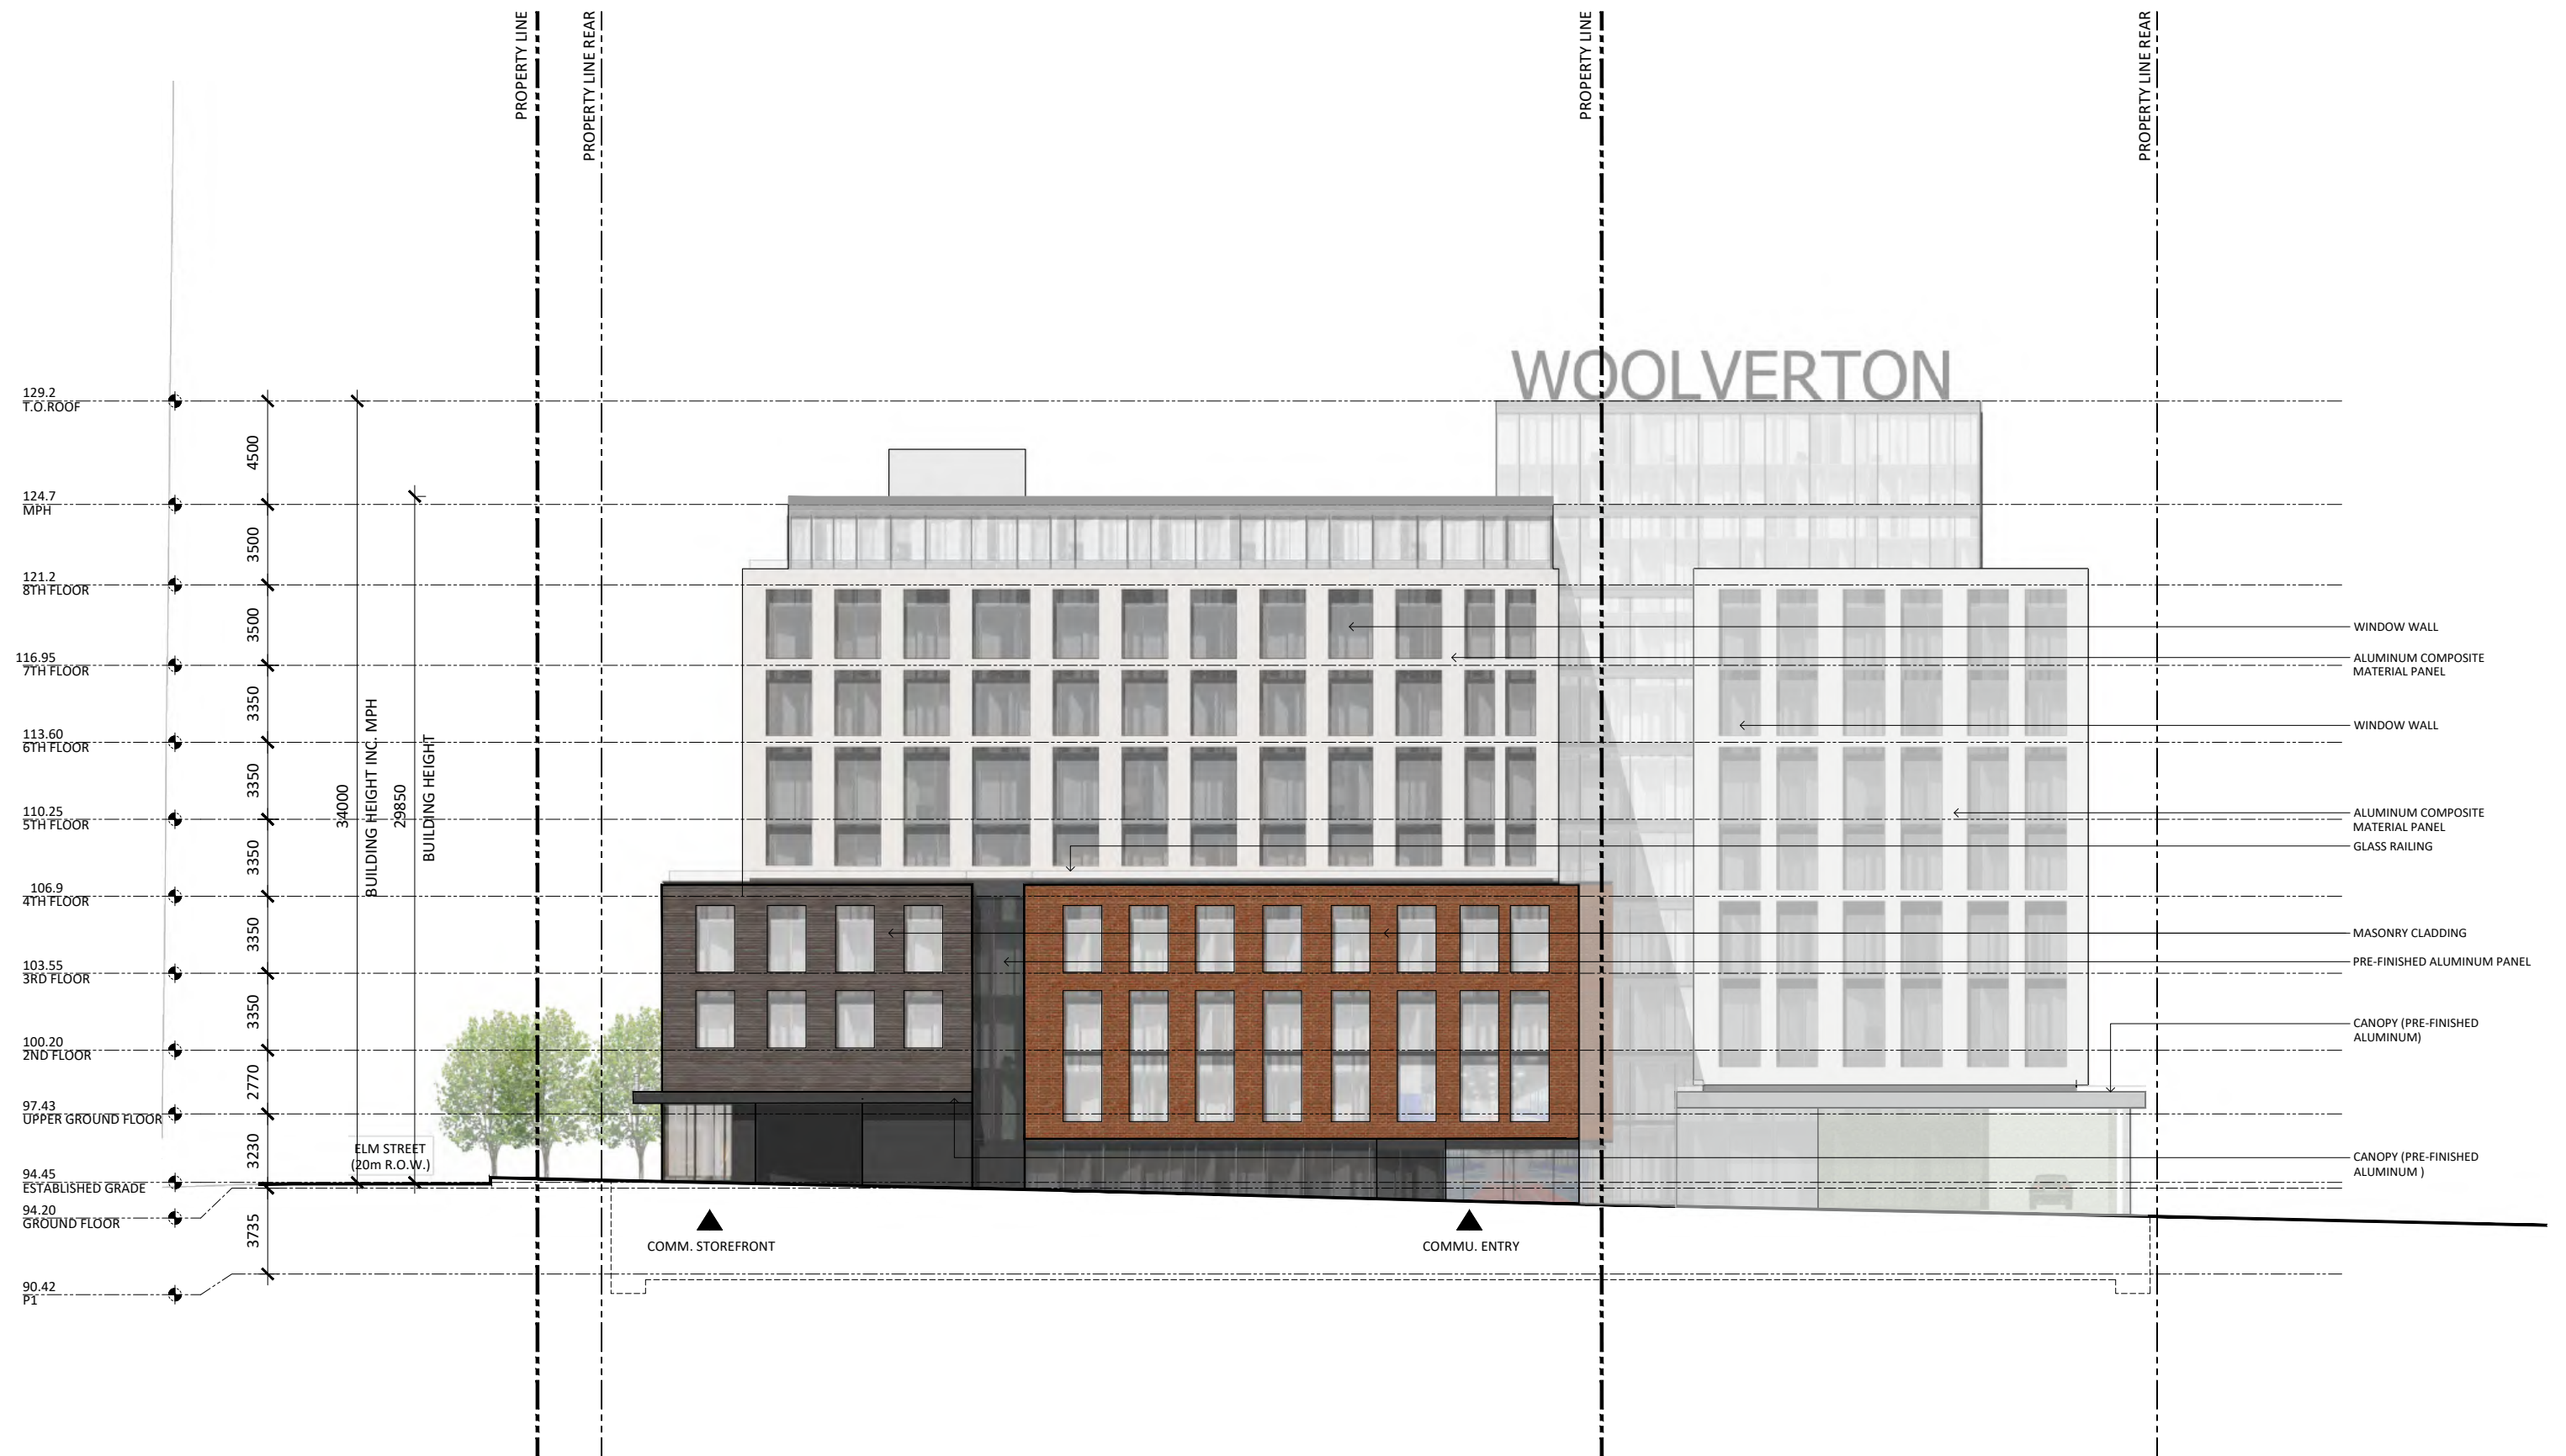 PROPERTY LINE
PROPERTY LINE REAR
PROPERTY LINE
PROPERTY LINE REAR
WOOLVERTON
129.2
T.O.ROOF
4500
124.7
MPH
3500
121.2
8TH FLOOR
3500
116.95
7TH FLOOR
3350
113.60
6TH FLOOR
3350
110.25
5TH FLOOR
3350
106.9
4TH FLOOR
3350
103.55
3RD FLOOR
3350
100.20
2ND FLOOR
2770
97.43
UPPER GROUND FLOOR
3230
94.45
ESTABLISHED GRADE
94.20
GROUND FLOOR
3735
90.42
P1
34000
BUILDING HEIGHT INC. MPH
29850
BUILDING HEIGHT
ELM STREET
(20m R.O.W.)
COMM. STOREFRONT
COMMU. ENTRY
WINDOW WALL
ALUMINUM COMPOSITE
MATERIAL PANEL
WINDOW WALL
ALUMINUM COMPOSITE
MATERIAL PANEL
GLASS RAILING
MASONRY CLADDING
PRE-FINISHED ALUMINUM PANEL
CANOPY (PRE-FINISHED
ALUMINUM)
CANOPY (PRE-FINISHED
ALUMINUM )